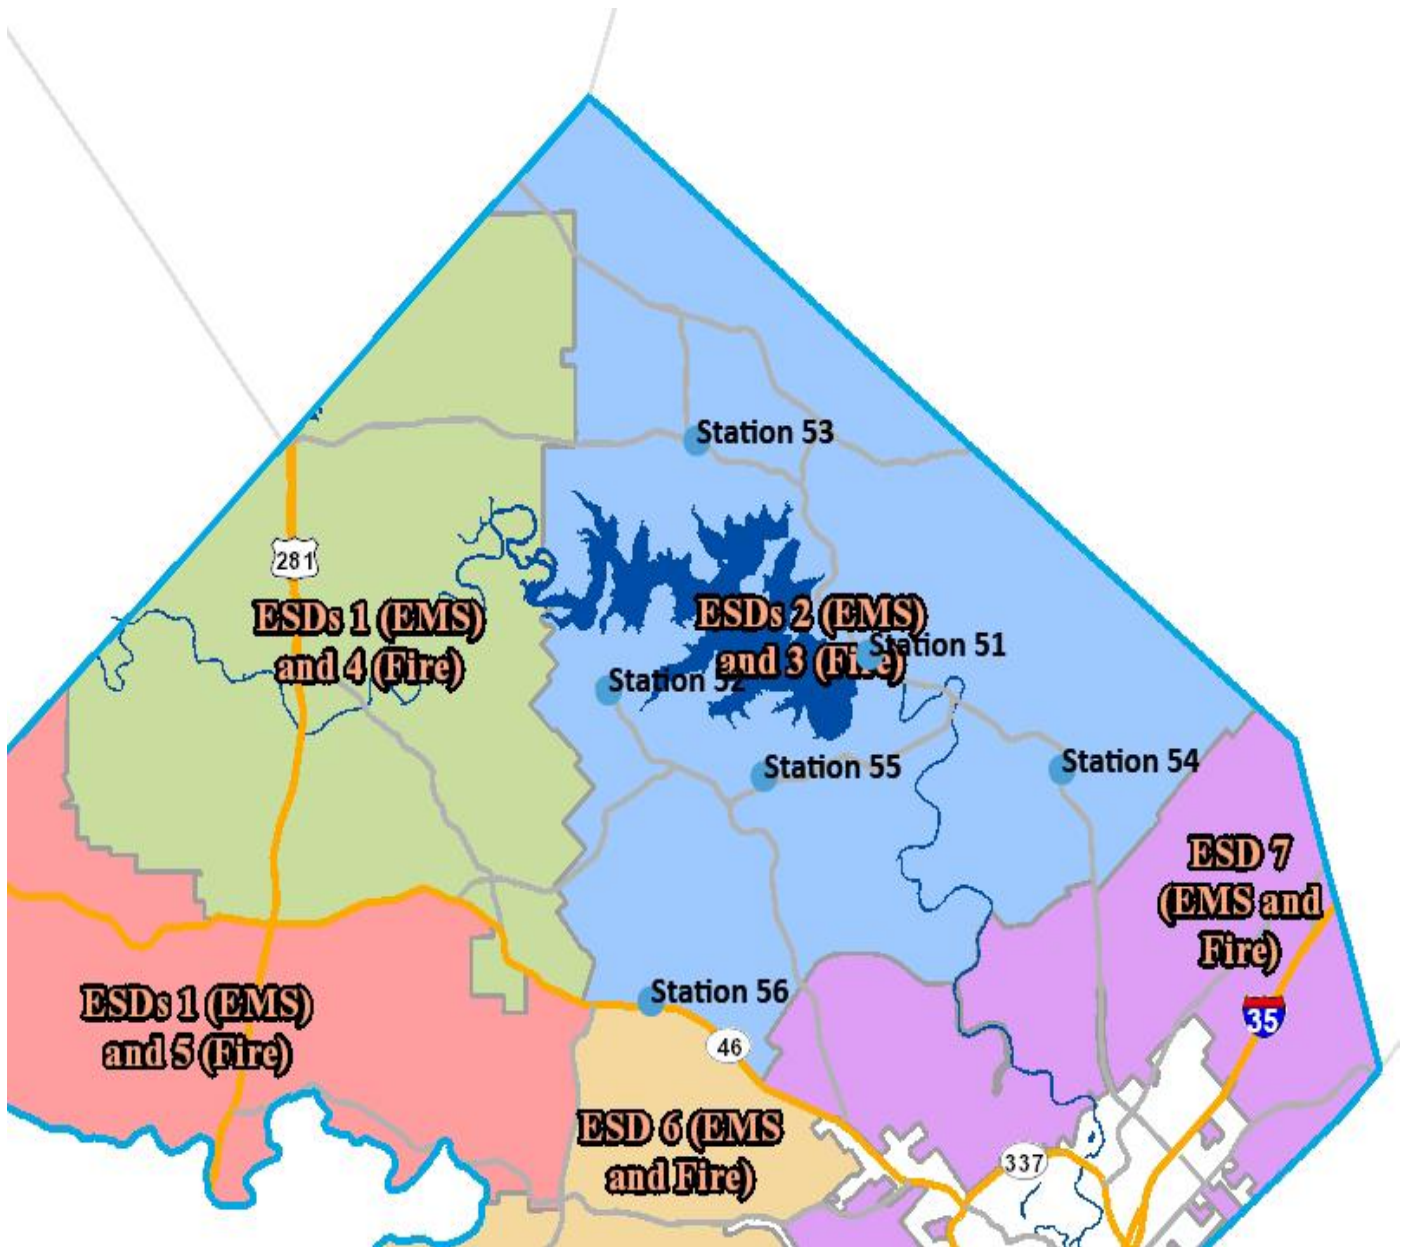 Station 53
281
ESDs 1 (EMS)
and 4 (Fire)
ESDs 2 (EMS)
and 3 (Fire)
Station 51
Station 52
Station 55
Station 54
ESD 7
(EMS and
Fire)
ESDs 1 (EMS)
and 5 (Fire)
Station 56
46
35
ESD 6 (EMS
and Fire)
337